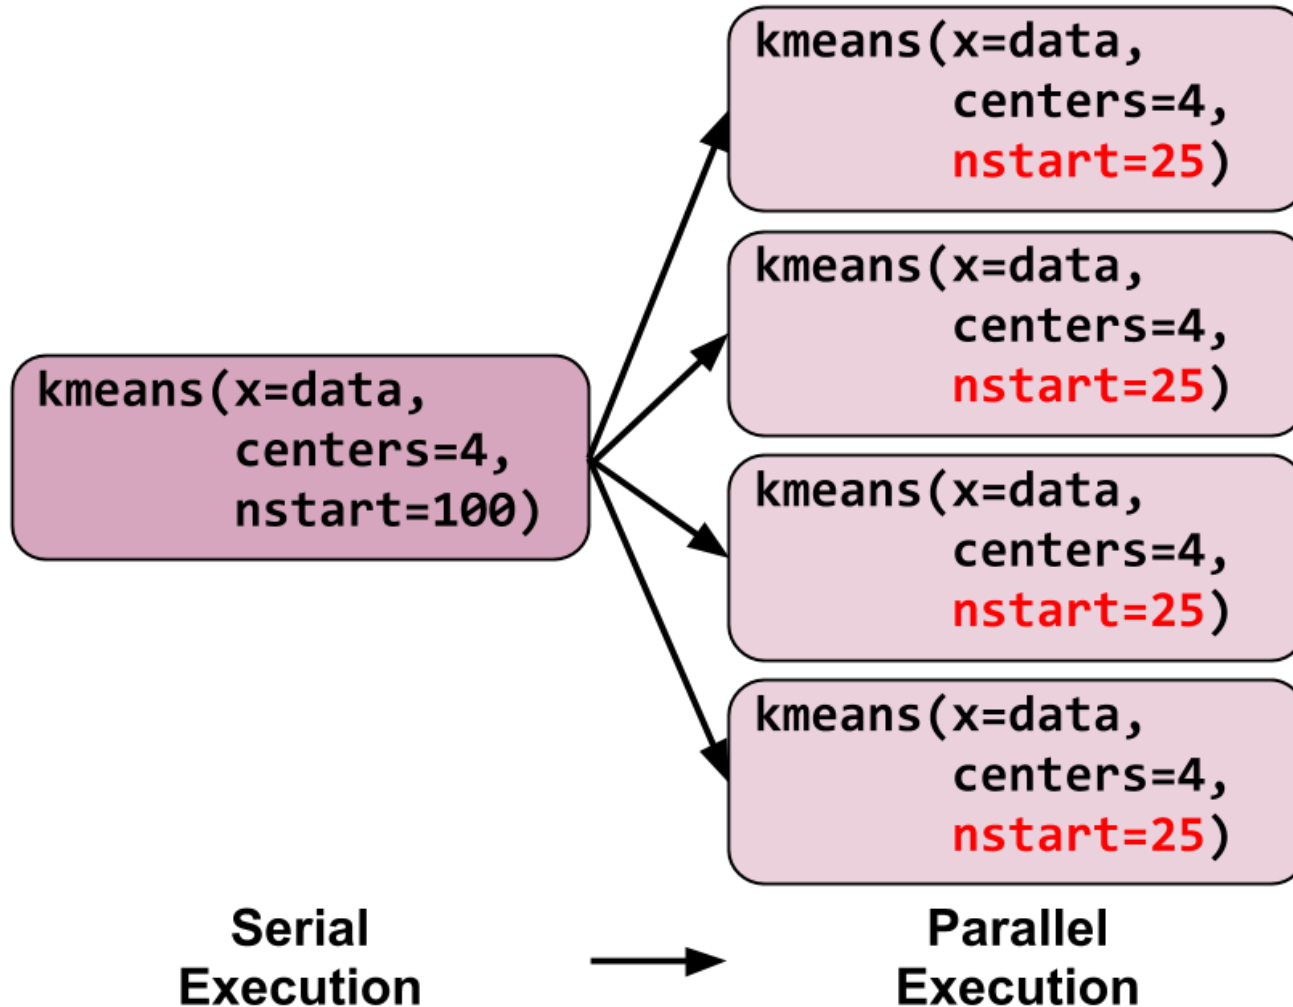 kmeans(x=data,
centers=4,
nstart=100)
kmeans(x=data,
centers=4,
nstart=25)
kmeans(x=data,
centers=4,
nstart=25)
kmeans(x=data,
centers=4,
nstart=25)
kmeans(x=data,
centers=4,
nstart=25)
Serial
Execution
Parallel
Execution